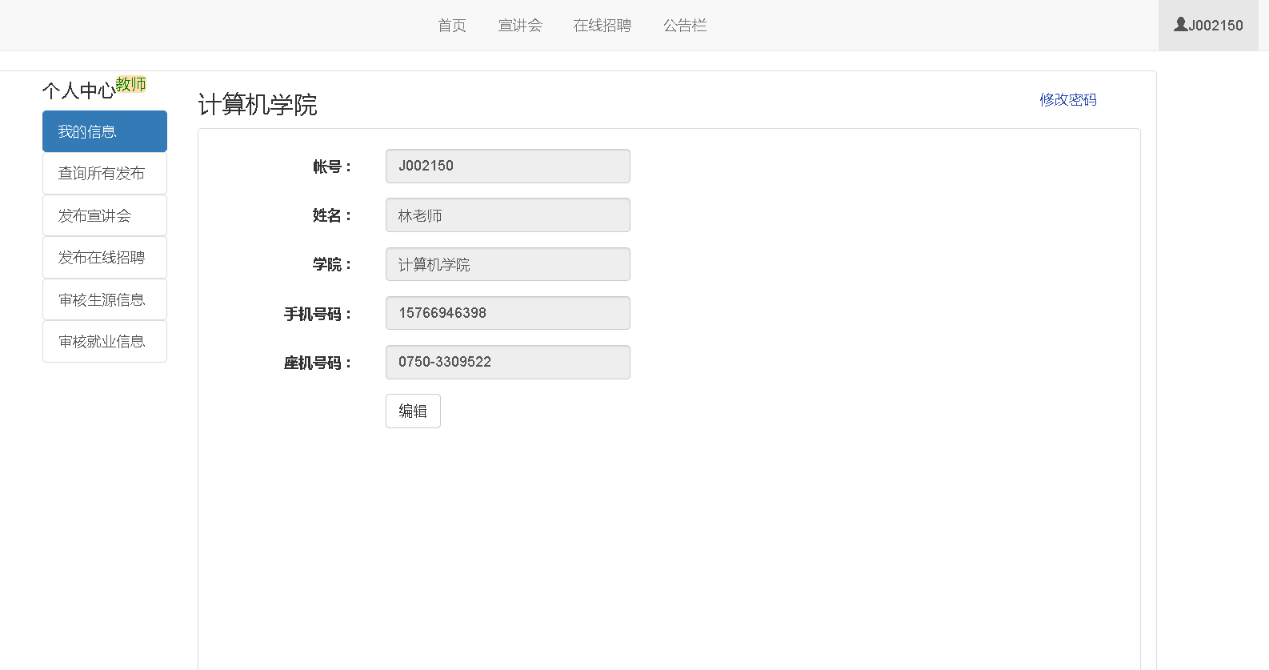 首页 宣讲会 在线招聘 公告栏 J002150
个人中心教师
我的信息
查询所有发布
发布宣讲会
发布在线招聘
审核生源信息
审核就业信息
计算机学院 修改密码
帐号： J002150
姓名： 林老师
学院： 计算机学院
手机号码： 15766946398
座机号码： 0750-3309522
编辑